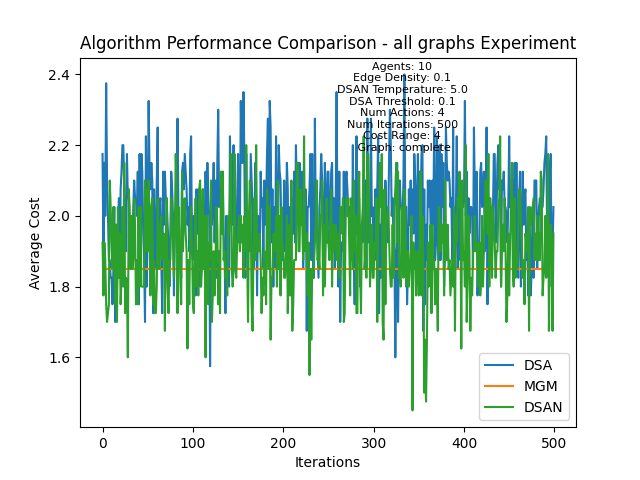 Algorithm Performance Comparison - all graphs Experiment
Agents: 10
Edge Density: 0.1
DSAN Temperature: 5.0
DSA Threshold: 0.1
Num Actions: 4
Num Iterations: 500
Cost Range: 4
Graph: complete
2.4
2.2
2.0
1.8
1.6
Average Cost
0
100
200
300
400
500
Iterations
DSA
MGM
DSAN